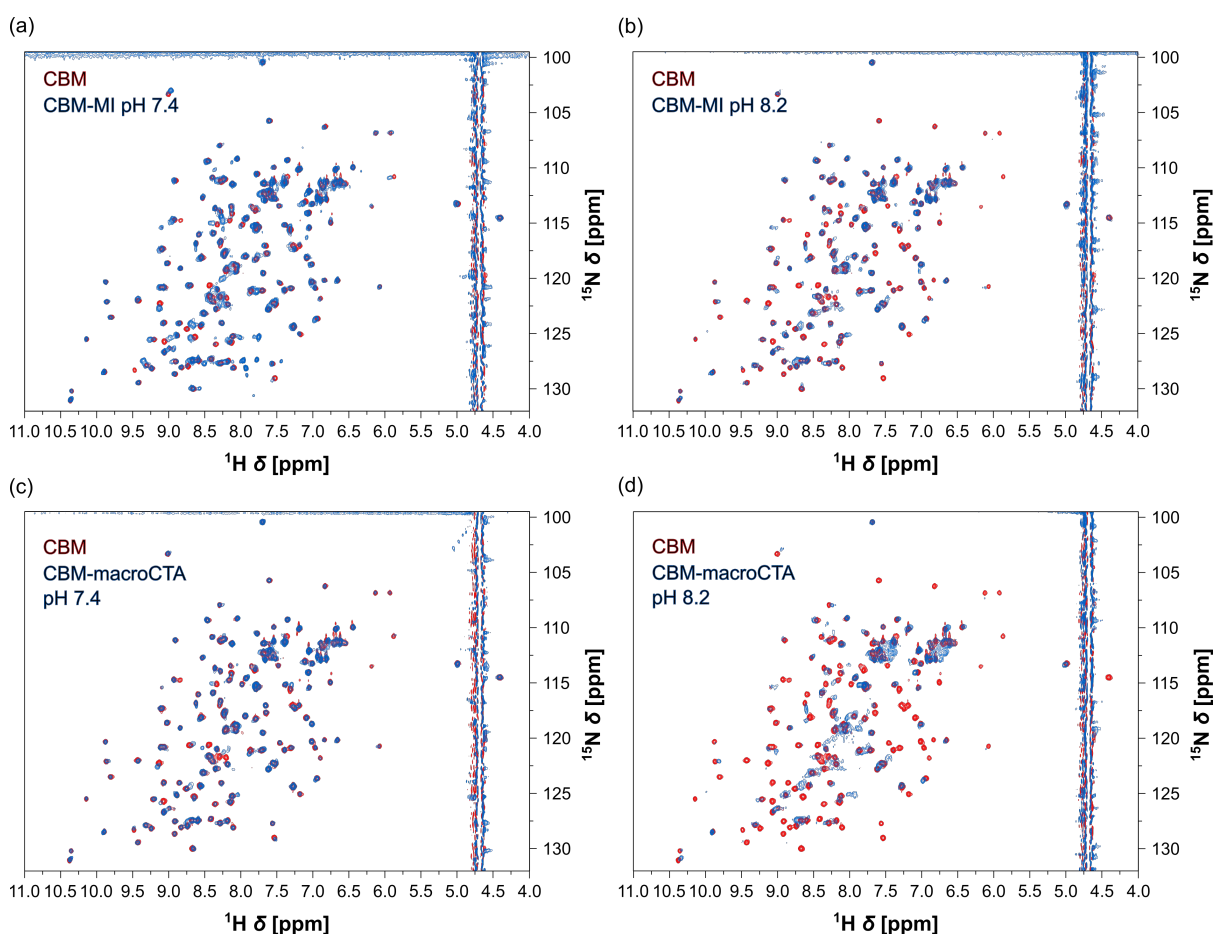 (a)
CBM
CBM-MI pH 7.4
100
105
110
115
120
125
130
¹⁵N δ [ppm]
11.0 10.5 10.0 9.5 9.0 8.5 8.0 7.5 7.0 6.5 6.0 5.5 5.0 4.5 4.0
¹H δ [ppm]
(b)
CBM
CBM-MI pH 8.2
100
105
110
115
120
125
130
¹⁵N δ [ppm]
11.0 10.5 10.0 9.5 9.0 8.5 8.0 7.5 7.0 6.5 6.0 5.5 5.0 4.5 4.0
¹H δ [ppm]
(c)
CBM
CBM-macroCTA
pH 7.4
100
105
110
115
120
125
130
¹⁵N δ [ppm]
11.0 10.5 10.0 9.5 9.0 8.5 8.0 7.5 7.0 6.5 6.0 5.5 5.0 4.5 4.0
¹H δ [ppm]
(d)
CBM
CBM-macroCTA
pH 8.2
100
105
110
115
120
125
130
¹⁵N δ [ppm]
11.0 10.5 10.0 9.5 9.0 8.5 8.0 7.5 7.0 6.5 6.0 5.5 5.0 4.5 4.0
¹H δ [ppm]